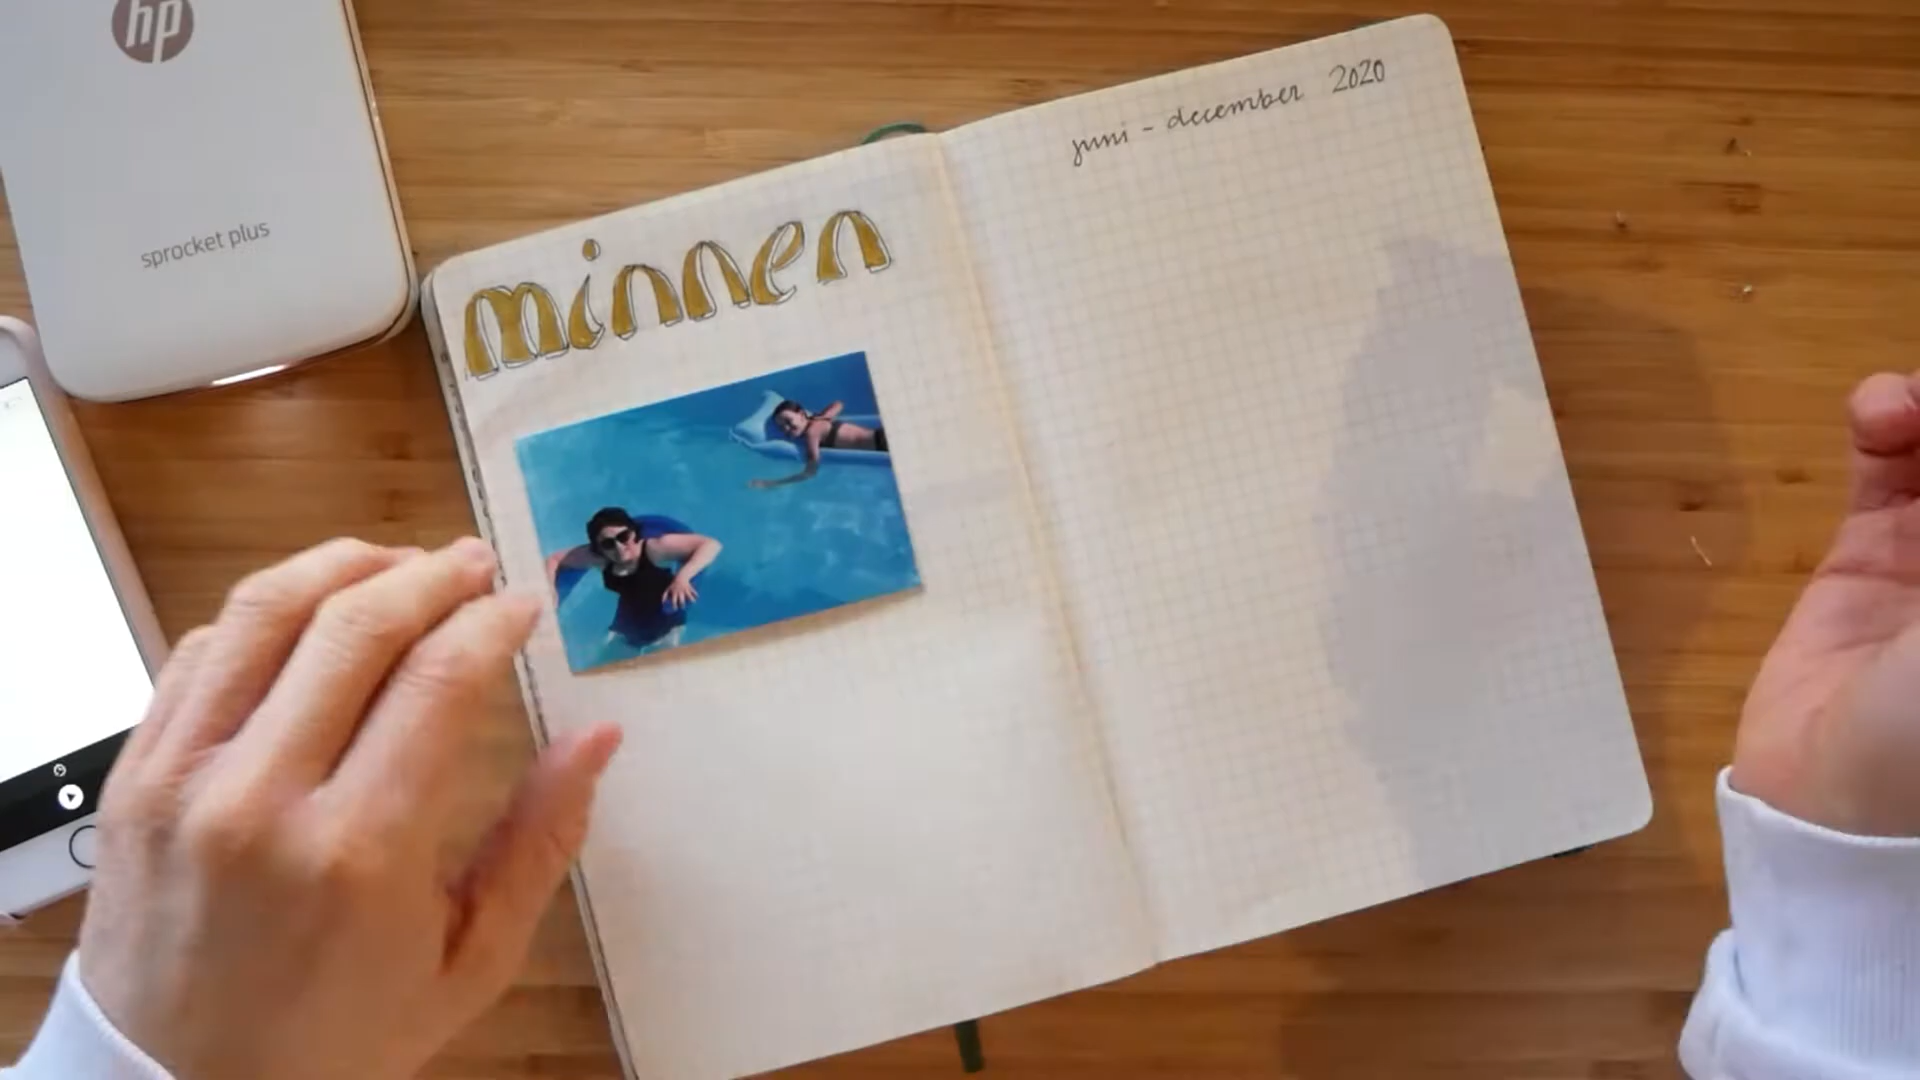 hp
sprocket plus
minnen
juni - december 2020